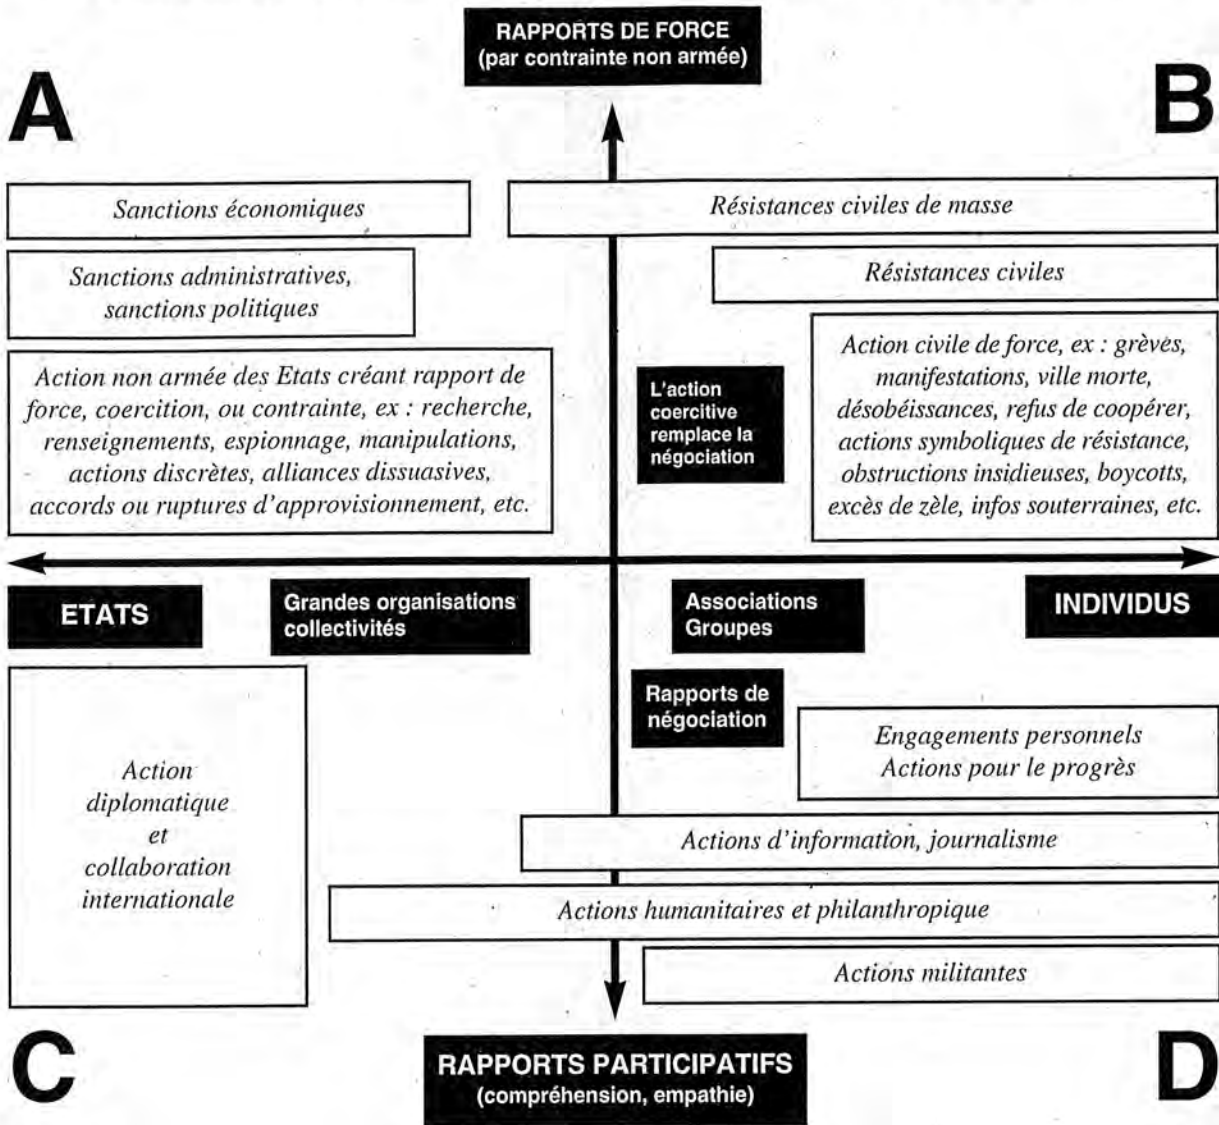 RAPPORTS DE FORCE
(par contrainte non armée)
A
B
Sanctions économiques
Résistances civiles de masse
Sanctions administratives,
sanctions politiques
Résistances civiles
Action non armée des Etats créant rapport de
force, coercition, ou contrainte, ex : recherche,
renseignements, espionnage, manipulations,
actions discrètes, alliances dissuasives,
accords ou ruptures d'approvisionnement, etc.
L'action
coercitive
remplace la
négociation
Action civile de force, ex : grèves,
manifestations, ville morte,
désobéissances, refus de coopérer,
actions symboliques de résistance,
obstructions insidieuses, boycotts,
excès de zèle, infos souterraines, etc.
ETATS
Grandes organisations
collectivités
Associations
Groupes
INDIVIDUS
Action
diplomatique
et
collaboration
internationale
Rapports de
négociation
Engagements personnels
Actions pour le progrès
Actions d'information, journalisme
Actions humanitaires et philanthropique
Actions militantes
C
D
RAPPORTS PARTICIPATIFS
(compréhension, empathie)